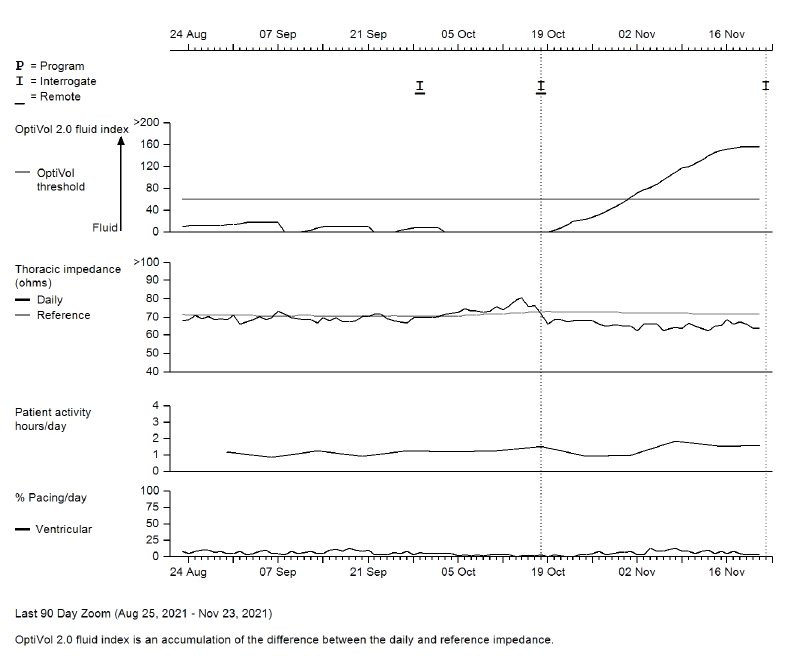 24 Aug 07 Sep 21 Sep 05 Oct 19 Oct 02 Nov 16 Nov
P = Program
I = Interrogate
_ = Remote
I I I
OptiVol 2.0 fluid index
>200
160
120
80
40
0
OptiVol
threshold
Fluid
Thoracic impedance
(ohms)
Daily
Reference
>100
90
80
70
60
50
40
Patient activity
hours/day
4
3
2
1
0
% Pacing/day
Ventricular
100
75
50
25
0
24 Aug 07 Sep 21 Sep 05 Oct 19 Oct 02 Nov 16 Nov
Last 90 Day Zoom (Aug 25, 2021 - Nov 23, 2021)
OptiVol 2.0 fluid index is an accumulation of the difference between the daily and reference impedance.